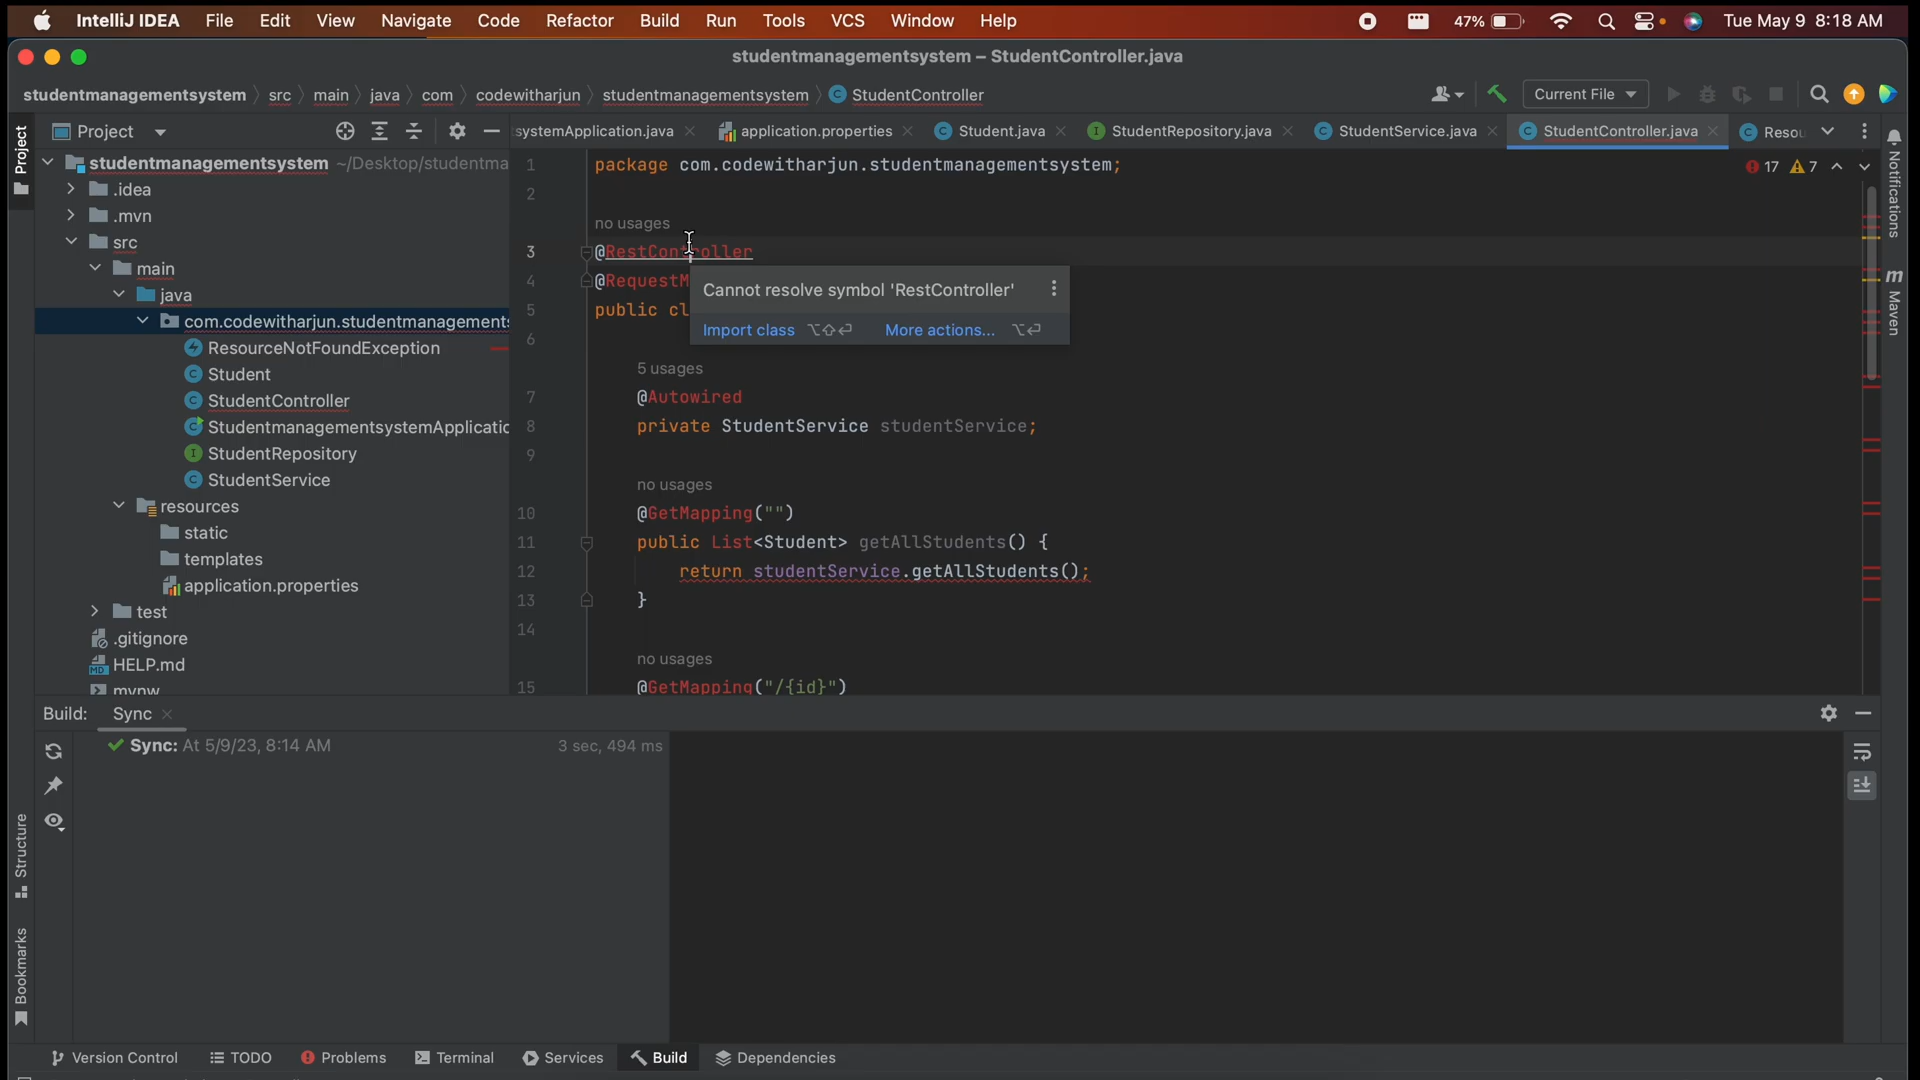 IntelliJ IDEA File Edit View Navigate Code Refactor Build Run Tools VCS Window Help 47% Tue May 9 8:18 AM
studentmanagementsystem – StudentController.java
studentmanagementsystem src main java com codewitharjun studentmanagementsystem StudentController Current File
Project systemApplication.java application.properties Student.java StudentRepository.java StudentService.java StudentController.java Resou
Project
Notifications
Maven
Structure
Bookmarks
studentmanagementsystem ~/Desktop/studentma
.idea
.mvn
src
main
java
com.codewitharjun.studentmanagements
ResourceNotFoundException
Student
StudentController
StudentmanagementsystemApplicatio
StudentRepository
StudentService
resources
static
templates
application.properties
test
.gitignore
HELP.md
mvnw
17 7
1 package com.codewitharjun.studentmanagementsystem;
2
no usages
3 @RestController
4 @RequestM
5 public cl
Cannot resolve symbol 'RestController'
Import class ⌥⇧⏎ More actions... ⌥⏎
6
5 usages
7 @Autowired
8 private StudentService studentService;
9
no usages
10 @GetMapping("")
11 public List<Student> getAllStudents() {
12 return studentService.getAllStudents();
13 }
14
no usages
15 @GetMapping("/{id}")
Build: Sync
Sync: At 5/9/23, 8:14 AM 3 sec, 494 ms
Version Control TODO Problems Terminal Services Build Dependencies